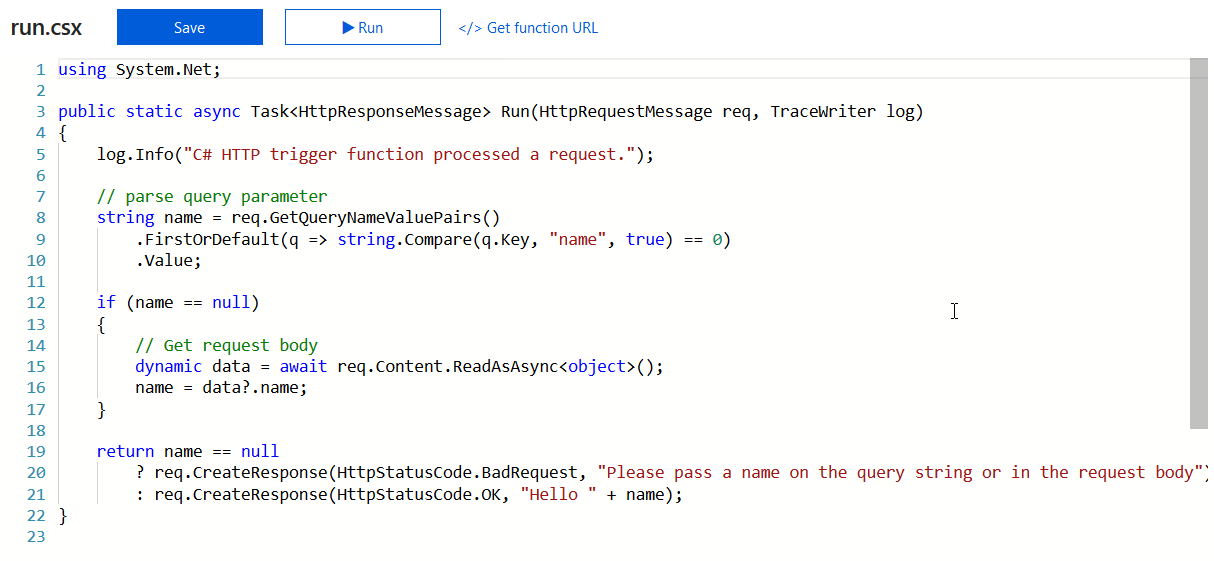 run.csx Save Run </> Get function URL
1 using System.Net;
2
3 public static async Task<HttpResponseMessage> Run(HttpRequestMessage req, TraceWriter log)
4 {
5     log.Info("C# HTTP trigger function processed a request.");
6
7     // parse query parameter
8     string name = req.GetQueryNameValuePairs()
9         .FirstOrDefault(q => string.Compare(q.Key, "name", true) == 0)
10         .Value;
11
12     if (name == null)
13     {
14         // Get request body
15         dynamic data = await req.Content.ReadAsAsync<object>();
16         name = data?.name;
17     }
18
19     return name == null
20         ? req.CreateResponse(HttpStatusCode.BadRequest, "Please pass a name on the query string or in the request body")
21         : req.CreateResponse(HttpStatusCode.OK, "Hello " + name);
22 }
23